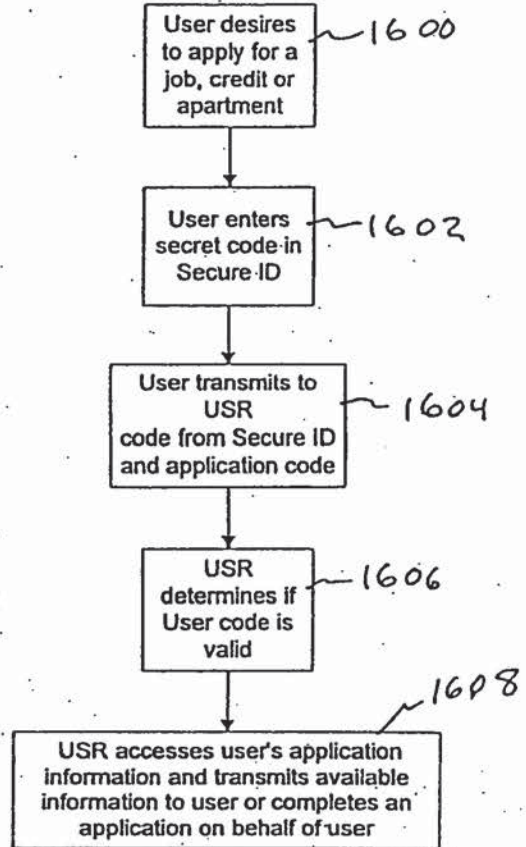 User desires
to apply for a
job, credit or
apartment
1600
User enters
secret code in
Secure ID
1602
User transmits to
USR
code from Secure ID
and application code
1604
USR
determines if
User code is
valid
1606
1608
USR accesses user's application
information and transmits available
information to user or completes an
application on behalf of user